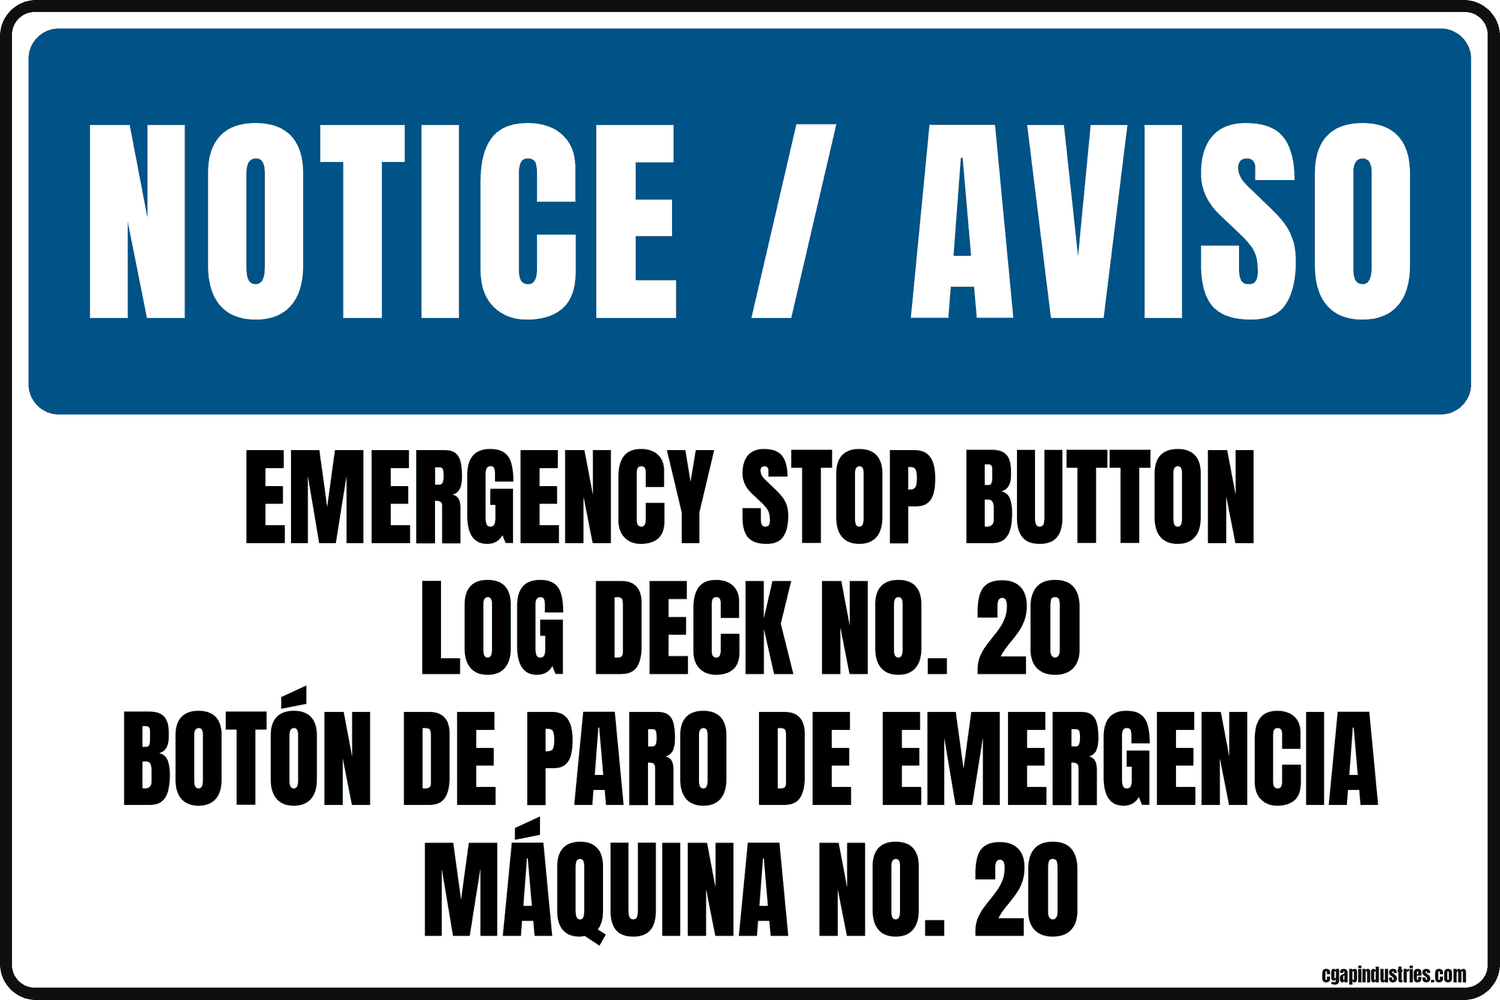 NOTICE / AVISO
EMERGENCY STOP BUTTON
LOG DECK NO. 20
BOTÓN DE PARO DE EMERGENCIA
MÁQUINA NO. 20
cgapindustries.com